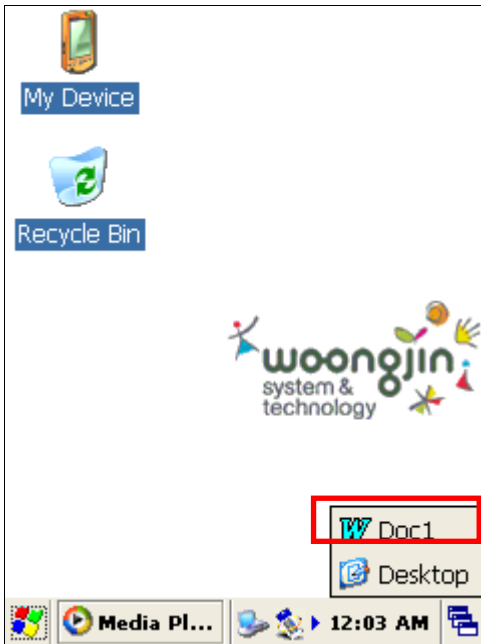 My Device
Recycle Bin
woongjin
system &
technology
W Doc1
Desktop
Media Pl...
12:03 AM